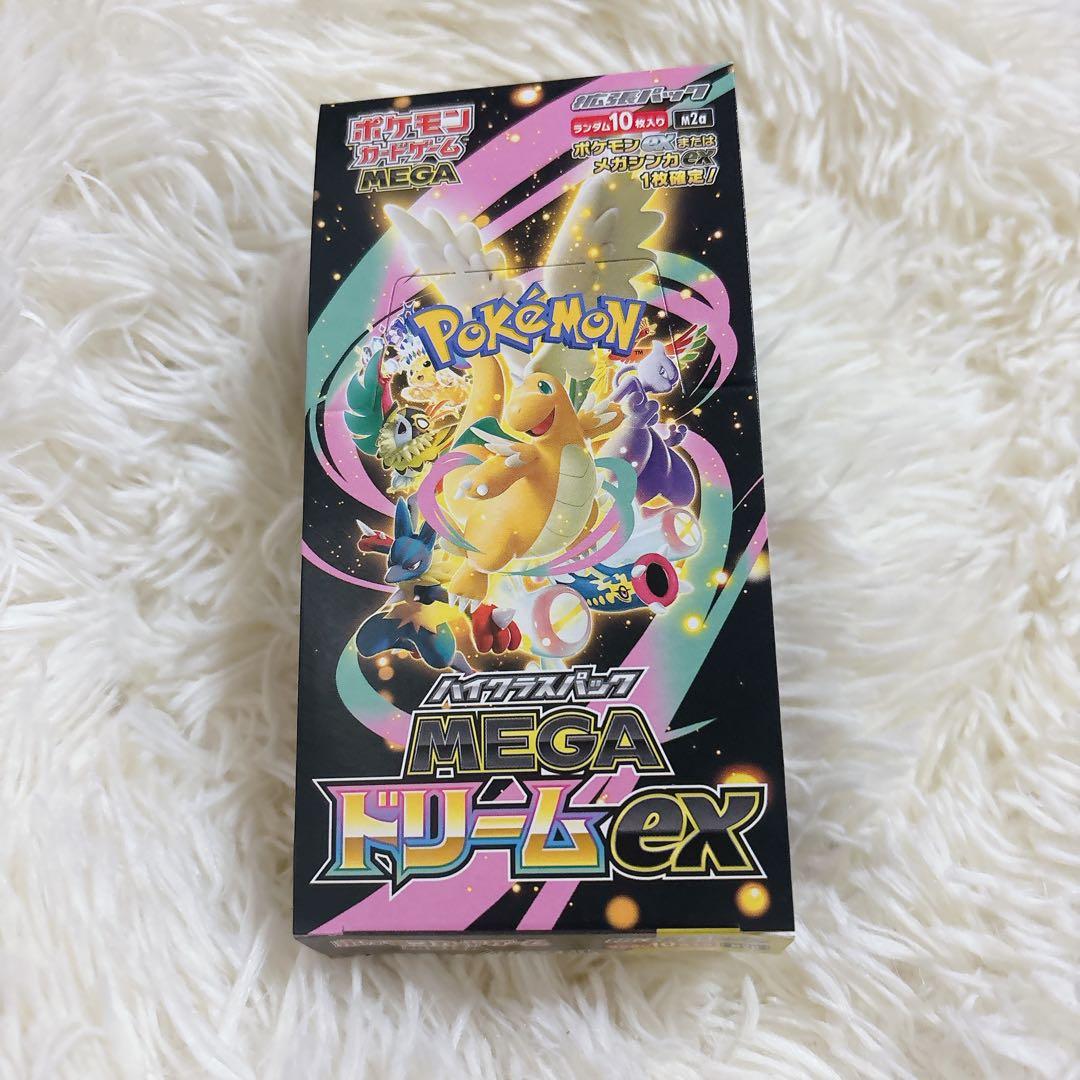 ポケモン
カードゲーム
MEGA
拡張パック
ランダム10枚入り M2a
ポケモンexまたは
メガシンカex
1枚確定!
POKÉMON
TM
ハイクラスパック
MEGA
ドリームex